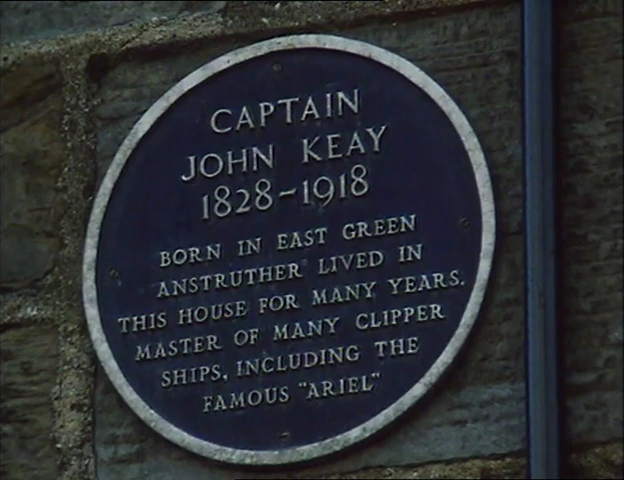 CAPTAIN
JOHN KEAY
1828-1918
BORN IN EAST GREEN
ANSTRUTHER LIVED IN
THIS HOUSE FOR MANY YEARS.
MASTER OF MANY CLIPPER
SHIPS, INCLUDING THE
FAMOUS "ARIEL"